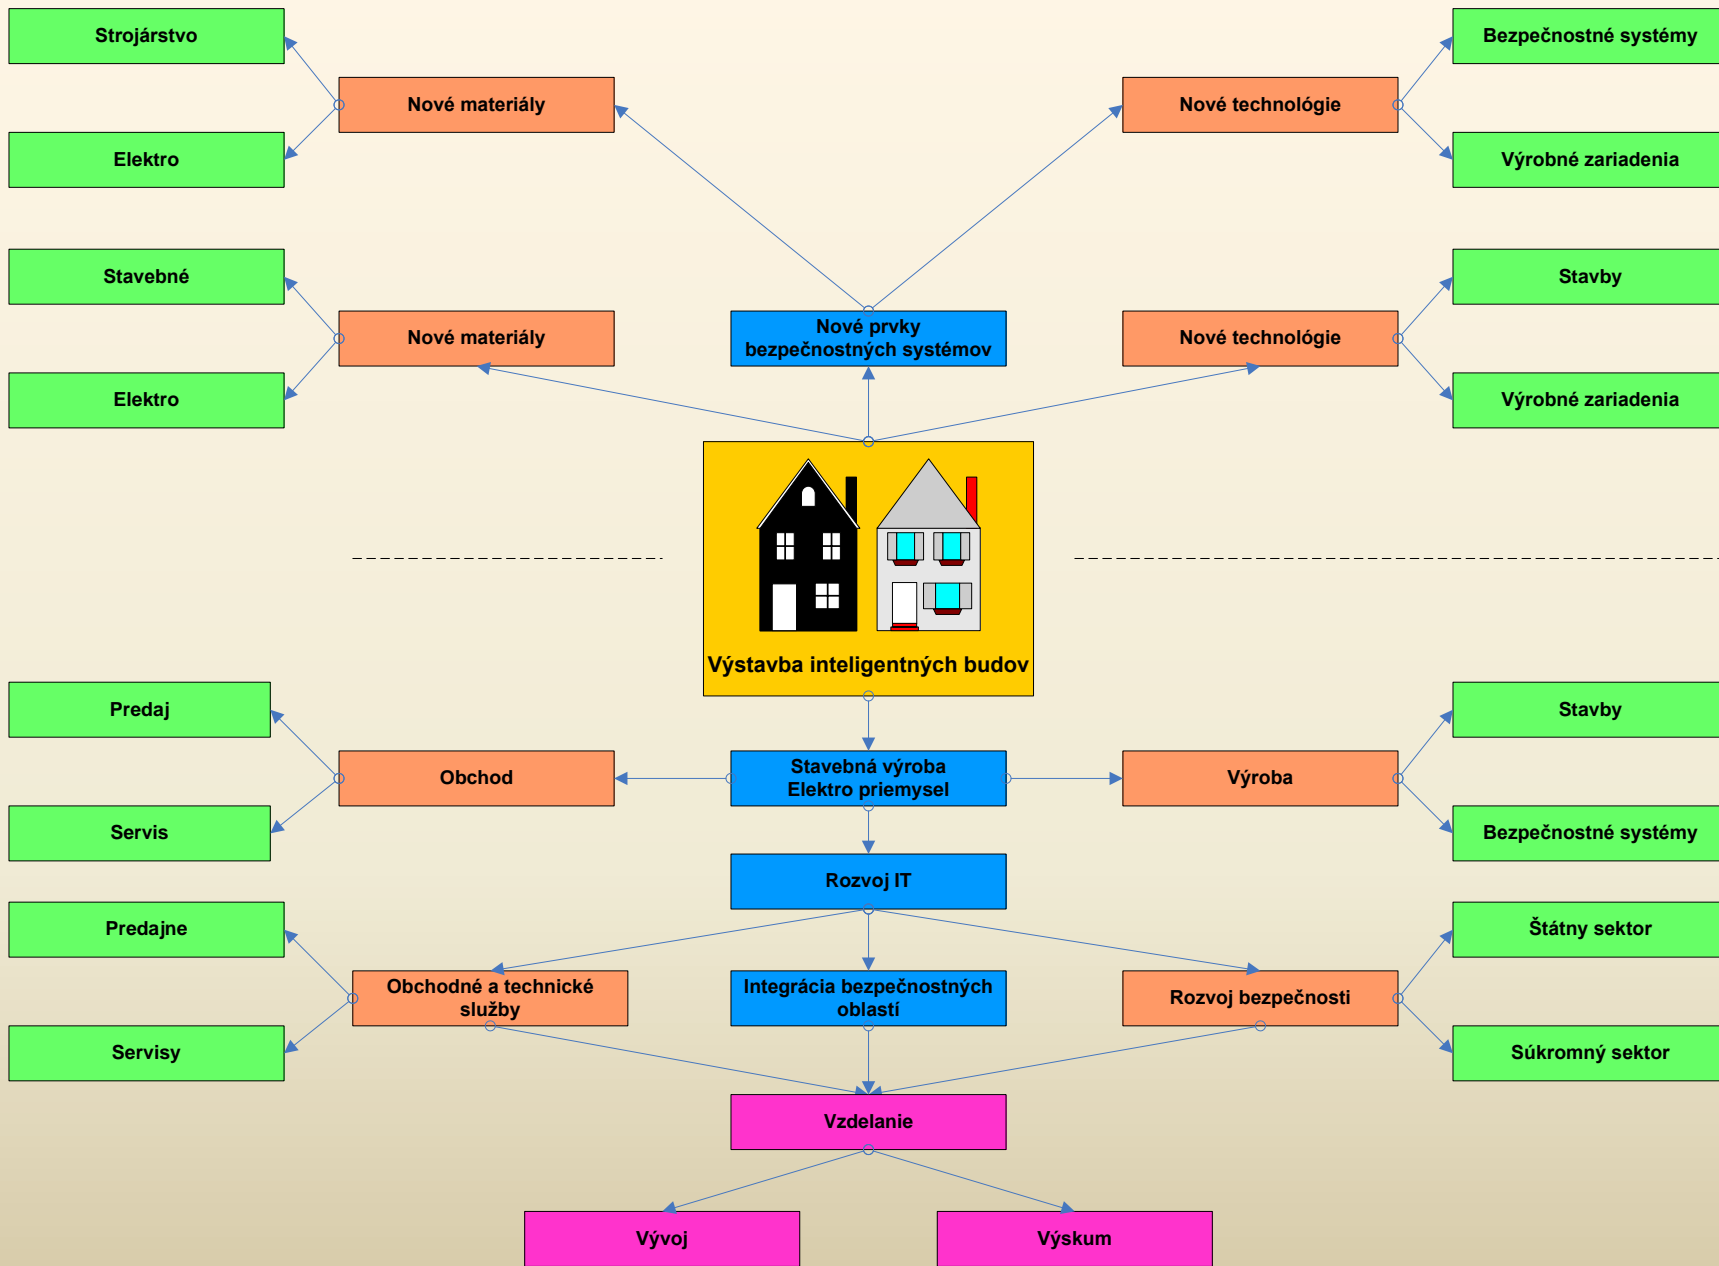 Strojárstvo
Bezpečnostné systémy
Nové materiály
Nové technológie
Elektro
Výrobné zariadenia
Stavebné
Stavby
Nové materiály
Nové prvky
bezpečnostných systémov
Nové technológie
Elektro
Výrobné zariadenia
Výstavba inteligentných budov
Predaj
Stavby
Obchod
Stavebná výroba
Elektro priemysel
Výroba
Servis
Bezpečnostné systémy
Rozvoj IT
Predajne
Štátny sektor
Obchodné a technické
služby
Integrácia bezpečnostných
oblastí
Rozvoj bezpečnosti
Servisy
Súkromný sektor
Vzdelanie
Vývoj
Výskum